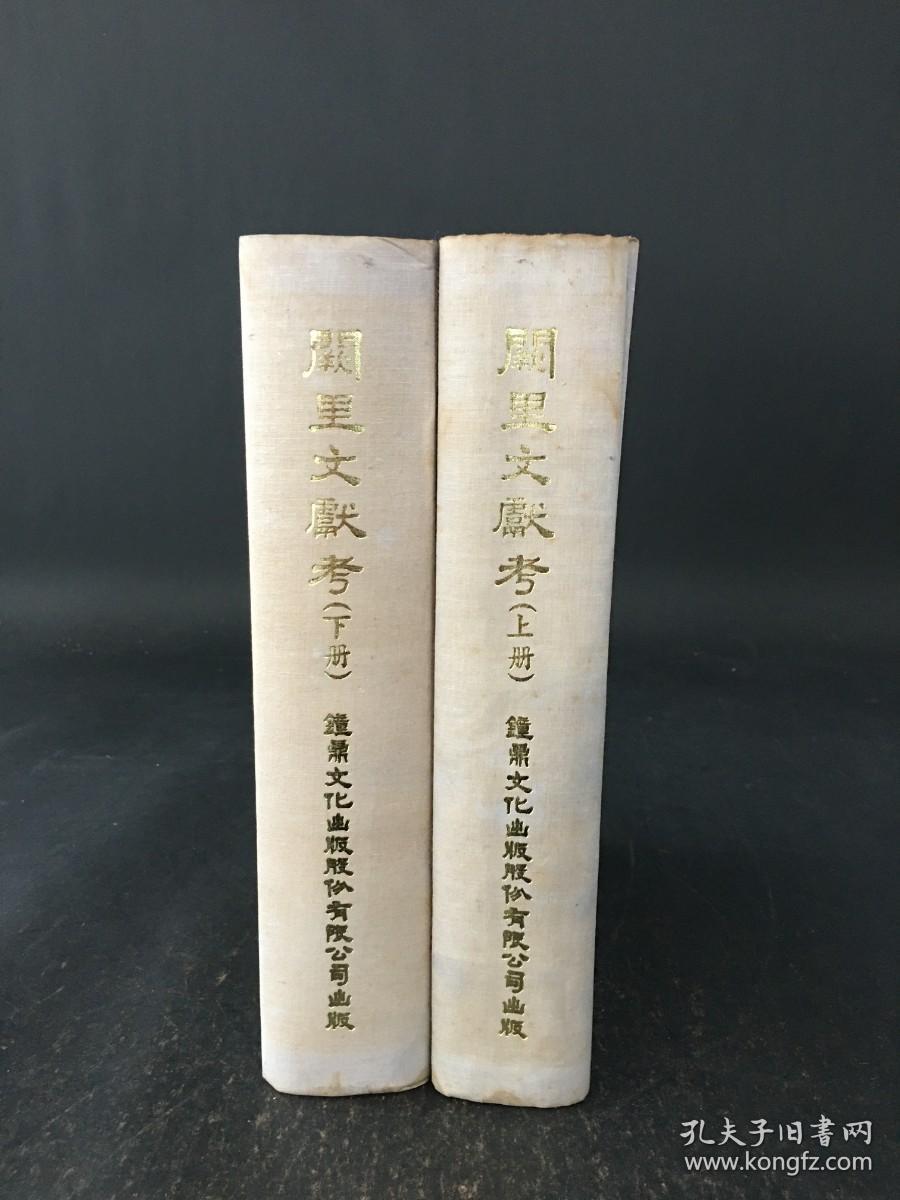 闕里文獻考(上册)
鐘鼎文化出版股份有限公司出版
闕里文獻考(下册)
鐘鼎文化出版股份有限公司出版
孔夫子旧書网
www.kongfz.com